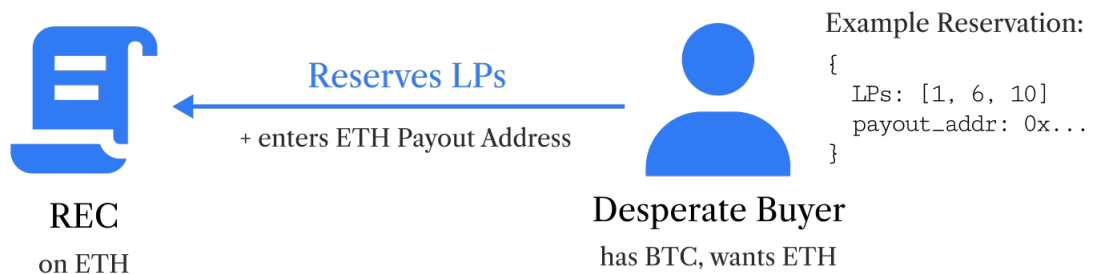 Reserves LPs
+ enters ETH Payout Address
REC
on ETH
Desperate Buyer
has BTC, wants ETH
Example Reservation:
{
LPs: [1, 6, 10]
payout_addr: 0x...
}